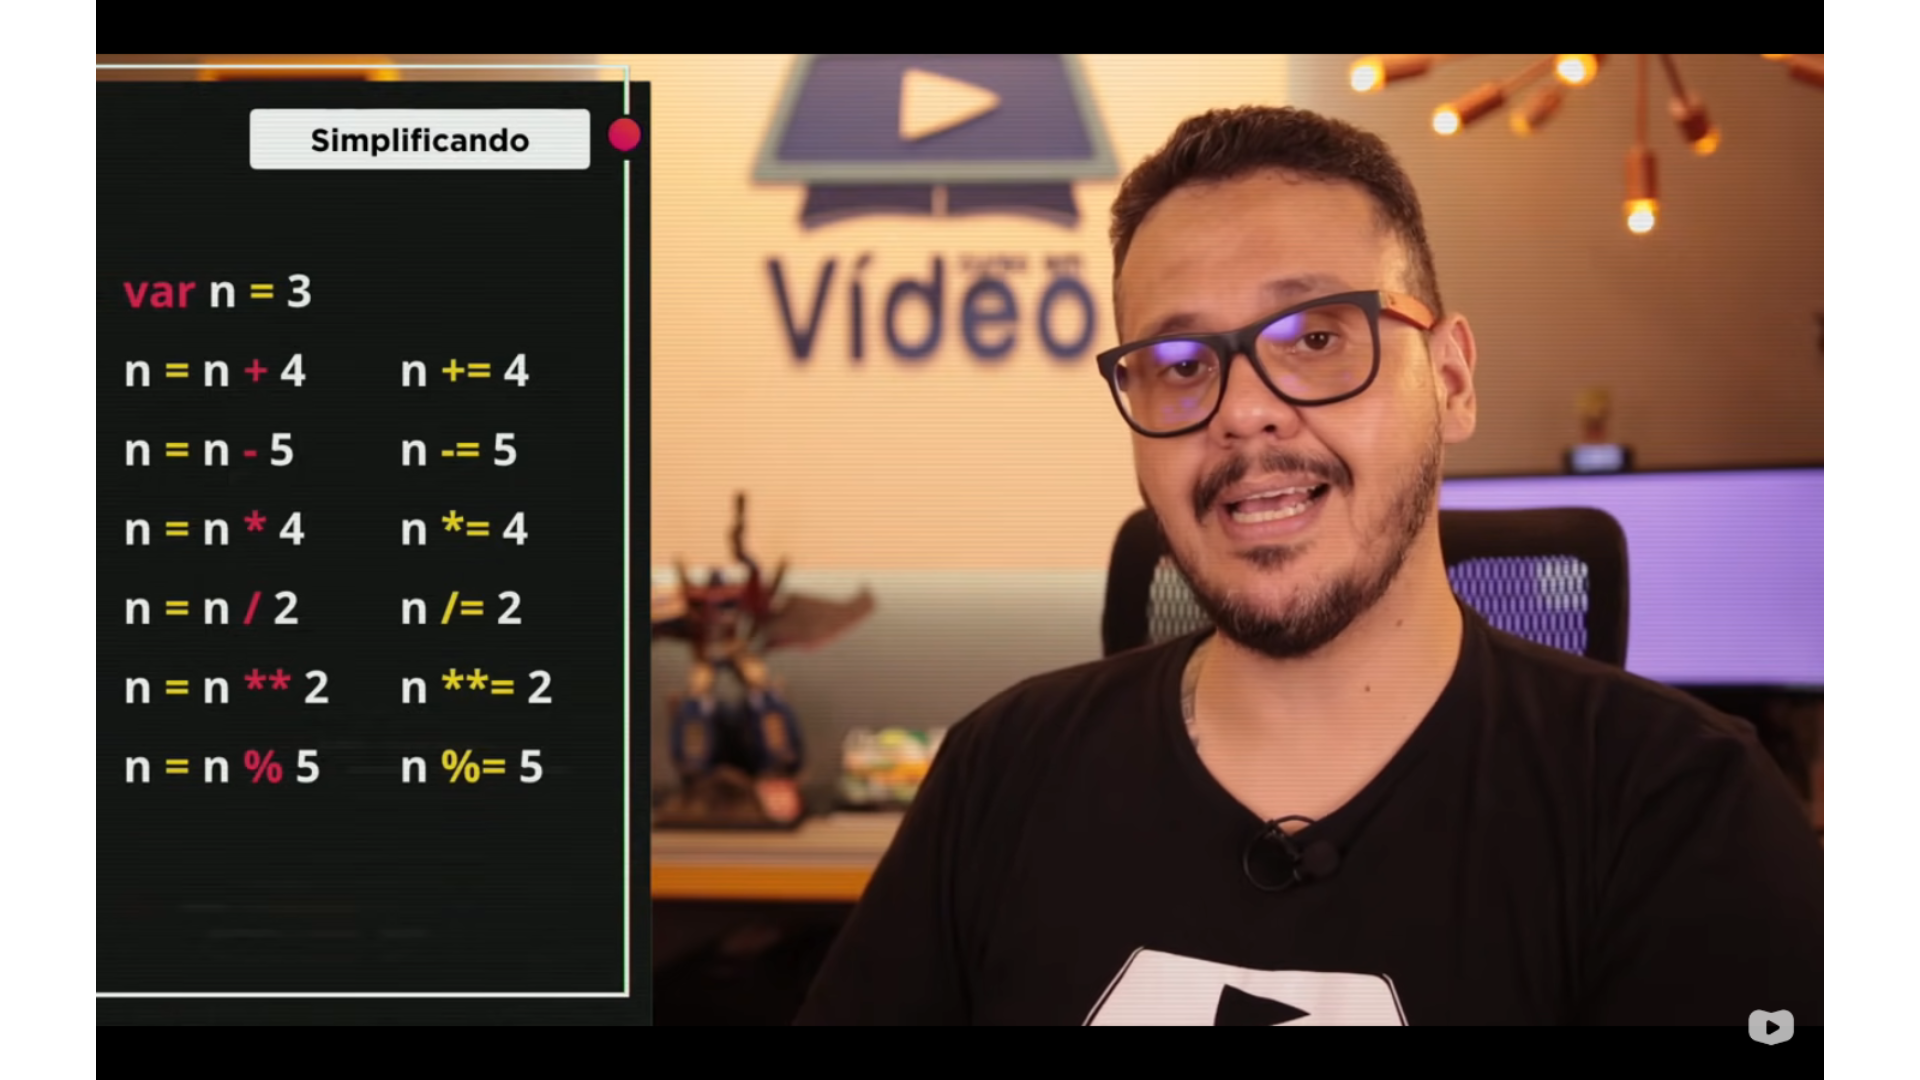 Simplificando
var n = 3
n = n + 4 n += 4
n = n - 5 n -= 5
n = n * 4 n *= 4
n = n / 2 n /= 2
n = n ** 2 n **= 2
n = n % 5 n %= 5
Vídeo